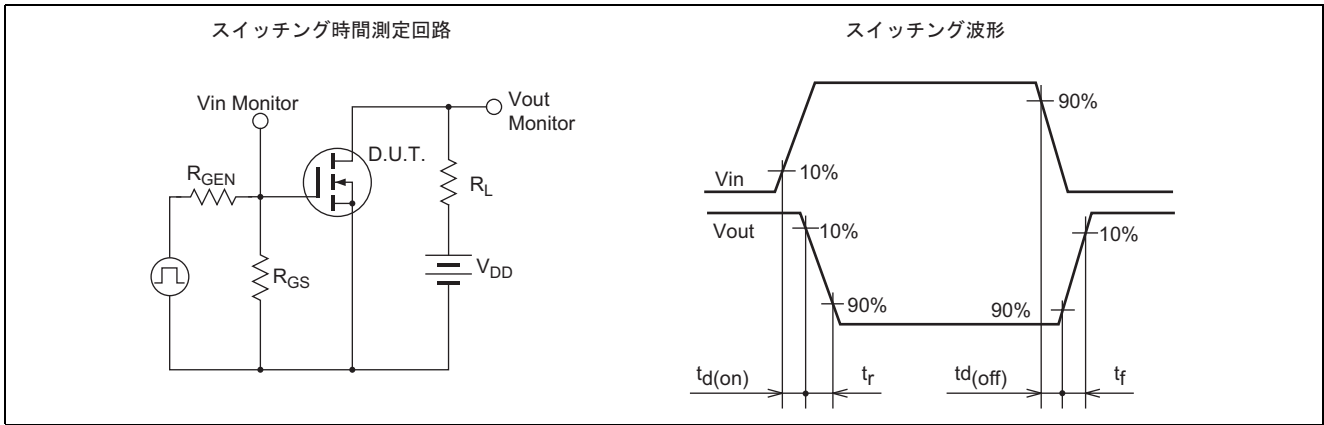 スイッチング時間測定回路
Vin Monitor
Vout
Monitor
D.U.T.
RGEN
RL
RGS
VDD
スイッチング波形
90%
Vin
10%
Vout
10%
10%
90%
90%
td(on)
tr
td(off)
tf